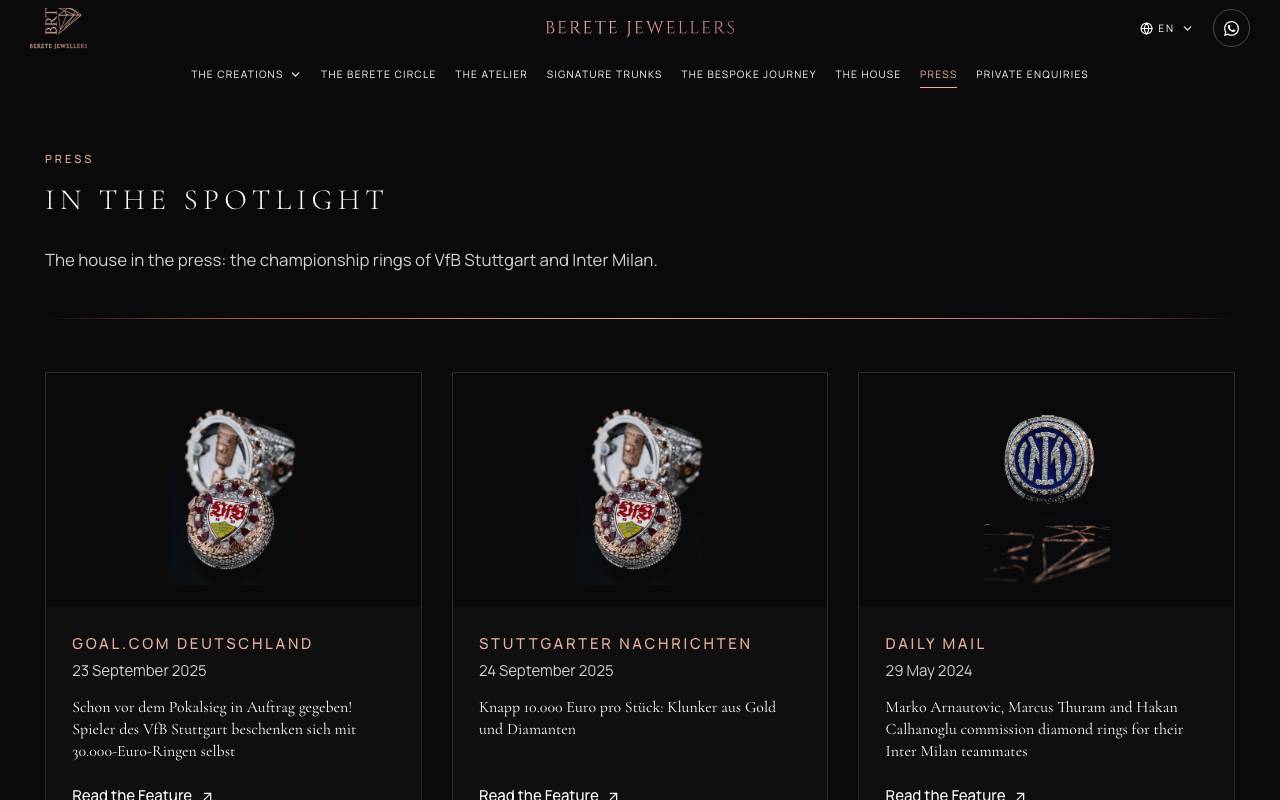 BRT
BERETE JEWELLERS
BERETE JEWELLERS
EN
THE CREATIONS
THE BERETE CIRCLE
THE ATELIER
SIGNATURE TRUNKS
THE BESPOKE JOURNEY
THE HOUSE
PRESS
PRIVATE ENQUIRIES
PRESS
IN THE SPOTLIGHT
The house in the press: the championship rings of VfB Stuttgart and Inter Milan.
VfB
VfB
GOAL.COM DEUTSCHLAND
23 September 2025
Schon vor dem Pokalsieg in Auftrag gegeben!
Spieler des VfB Stuttgart beschenken sich mit
30.000-Euro-Ringen selbst
Read the Feature
STUTTGARTER NACHRICHTEN
24 September 2025
Knapp 10.000 Euro pro Stück: Klunker aus Gold
und Diamanten
Read the Feature
DAILY MAIL
29 May 2024
Marko Arnautovic, Marcus Thuram and Hakan
Calhanoglu commission diamond rings for their
Inter Milan teammates
Read the Feature